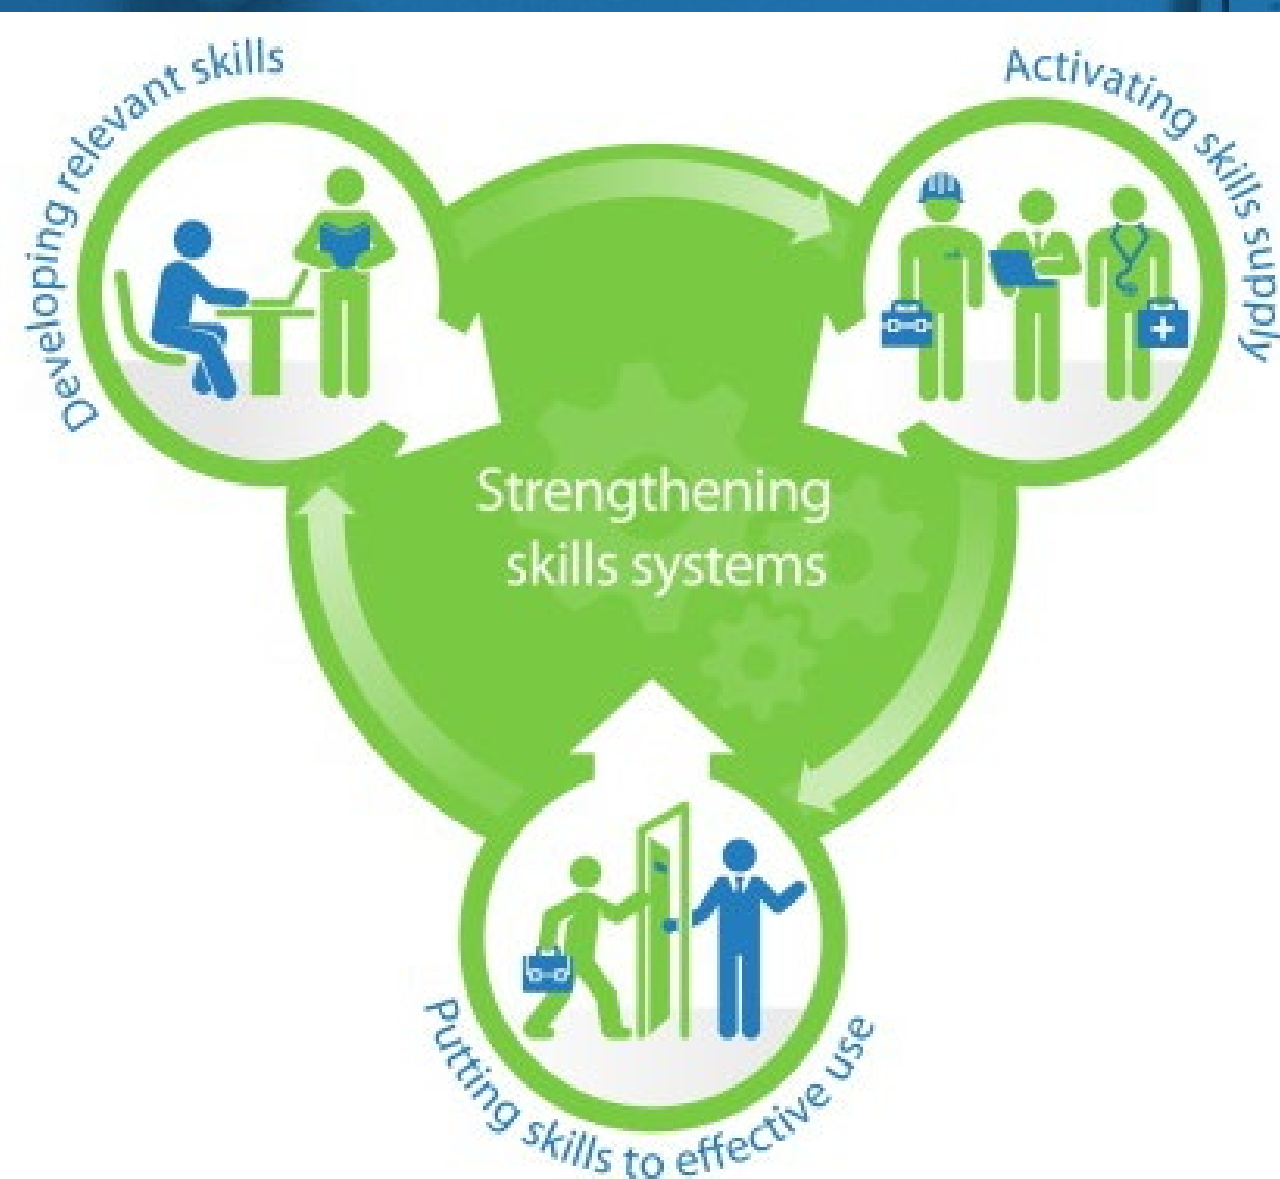 Developing relevant skills
Activating skills supply
Strengthening
skills systems
Putting skills to effective use